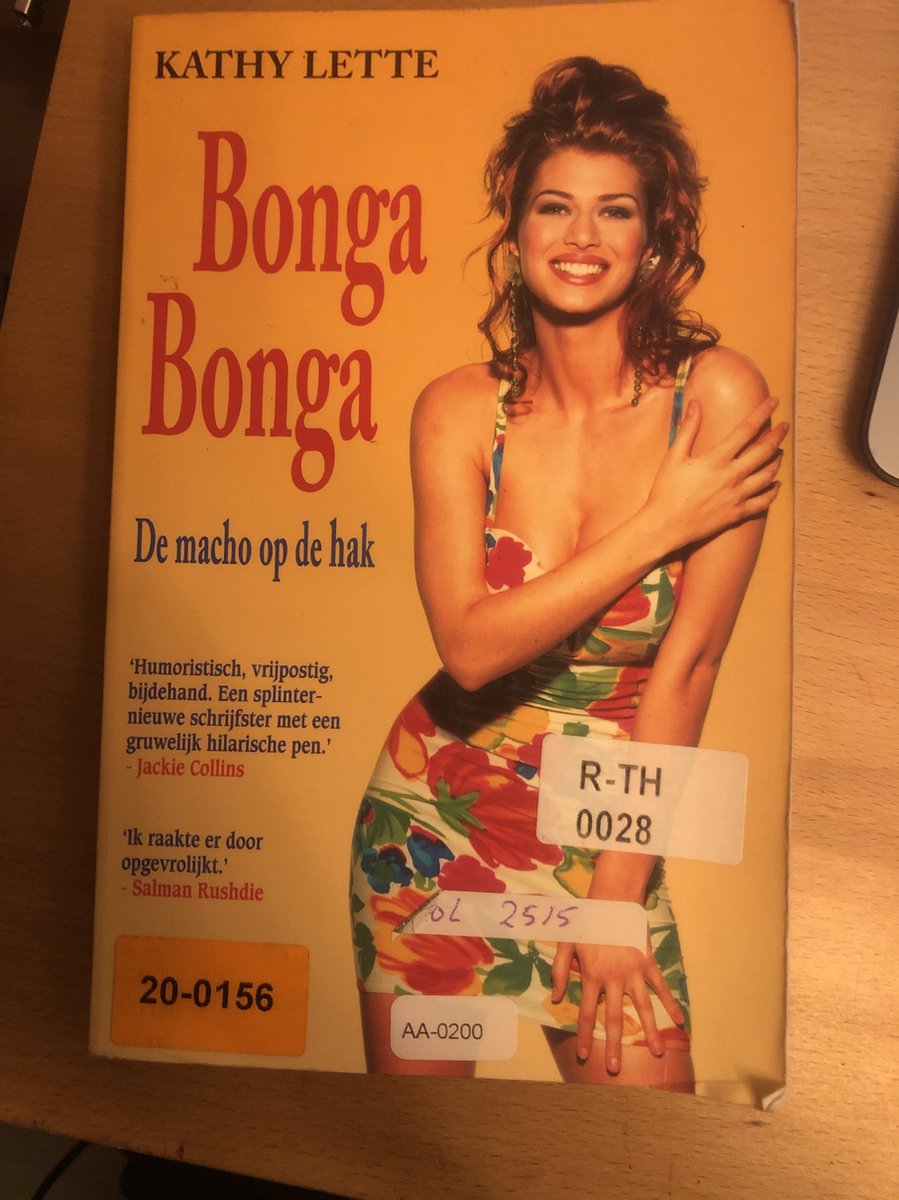 KATHY LETTE
Bonga
Bonga
De macho op de hak
‘Humoristisch, vrijpostig,
bijdehand. Een splinter-
nieuwe schrijfster met een
gruwelijk hilarische pen.’
- Jackie Collins
‘Ik raakte er door
opgevrolijkt.’
- Salman Rushdie
R-TH
0028
OL 2515
20-0156
AA-0200